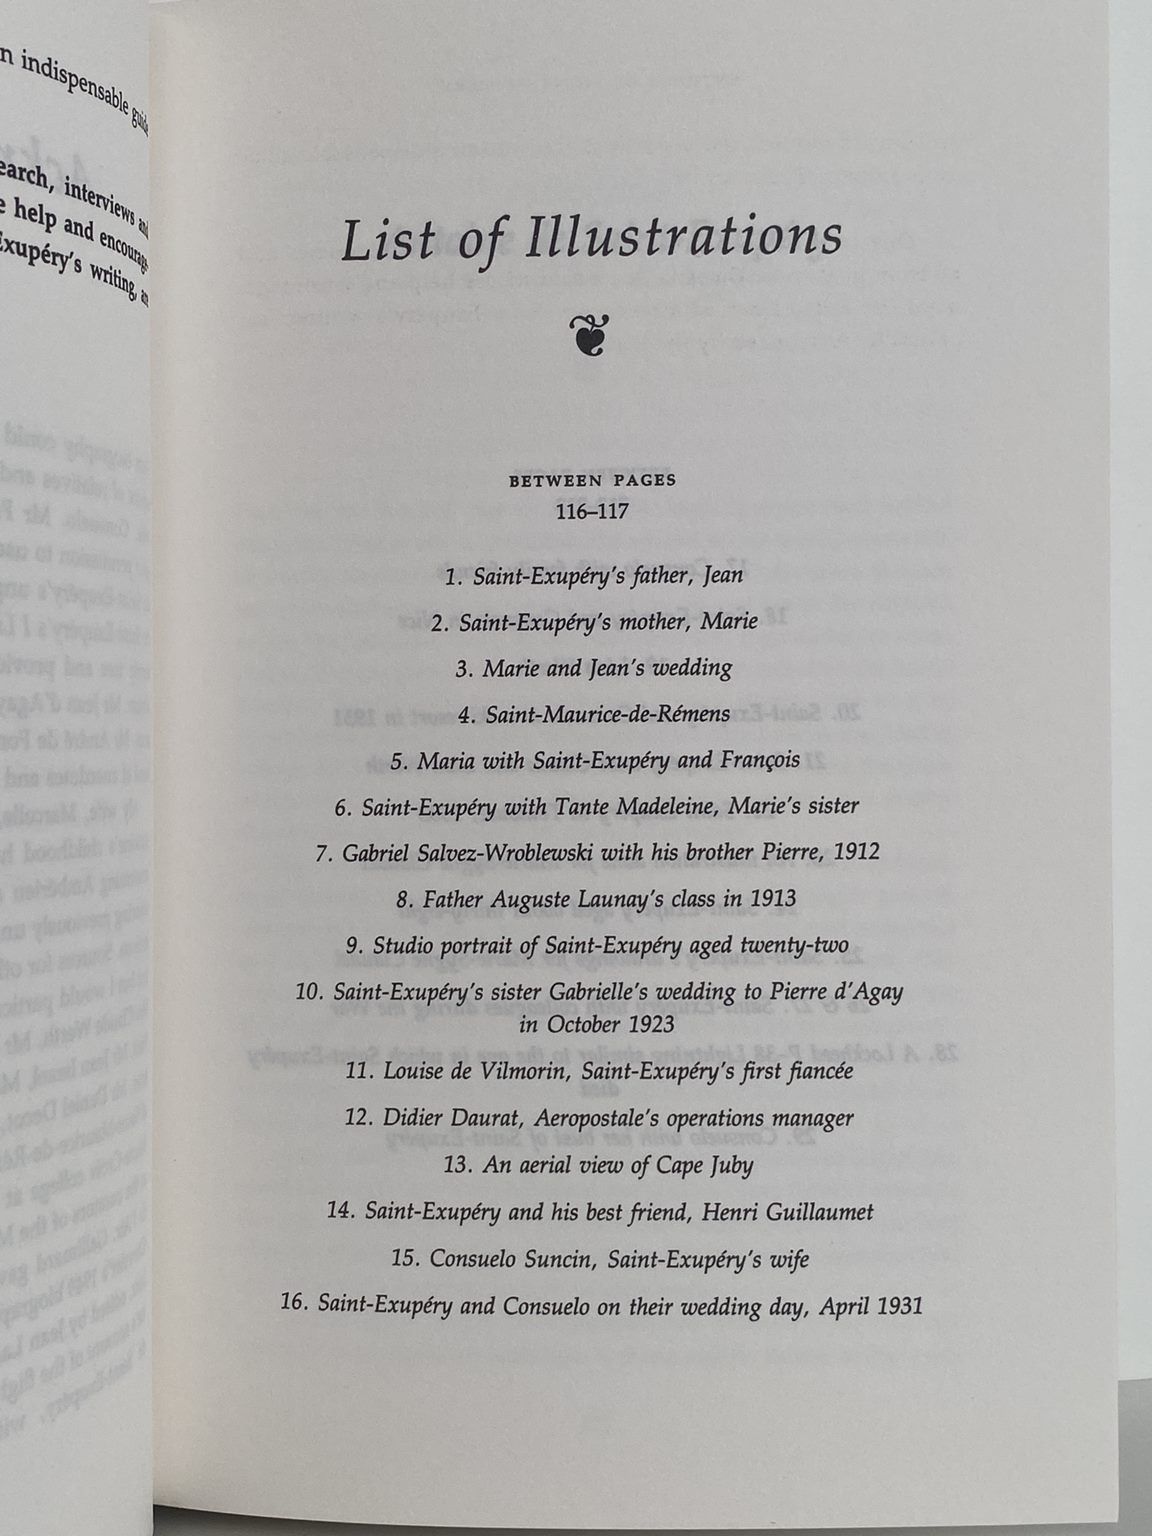 n indispensable guide
earch, interviews and
e help and encourage-
Exupéry's writing, an
List of Illustrations
BETWEEN PAGES
116–117
1. Saint-Exupéry's father, Jean
2. Saint-Exupéry's mother, Marie
3. Marie and Jean's wedding
4. Saint-Maurice-de-Rémens
5. Maria with Saint-Exupéry and François
6. Saint-Exupéry with Tante Madeleine, Marie's sister
7. Gabriel Salvez-Wroblewski with his brother Pierre, 1912
8. Father Auguste Launay's class in 1913
9. Studio portrait of Saint-Exupéry aged twenty-two
10. Saint-Exupéry's sister Gabrielle's wedding to Pierre d'Agay
in October 1923
11. Louise de Vilmorin, Saint-Exupéry's first fiancée
12. Didier Daurat, Aeropostale's operations manager
13. An aerial view of Cape Juby
14. Saint-Exupéry and his best friend, Henri Guillaumet
15. Consuelo Suncin, Saint-Exupéry's wife
16. Saint-Exupéry and Consuelo on their wedding day, April 1931